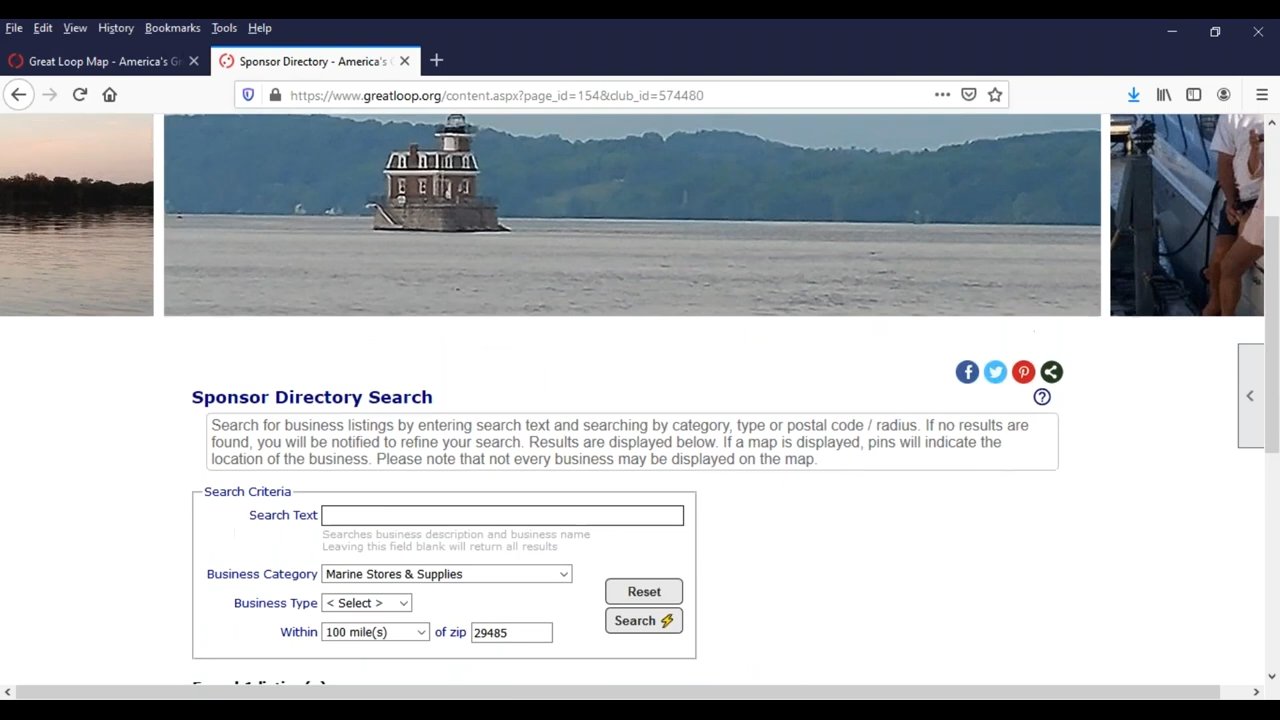 File Edit View History Bookmarks Tools Help
Great Loop Map - America's Gr
Sponsor Directory - America's G
https://www.greatloop.org/content.aspx?page_id=154&club_id=574480
Sponsor Directory Search
Search for business listings by entering search text and searching by category, type or postal code / radius. If no results are
found, you will be notified to refine your search. Results are displayed below. If a map is displayed, pins will indicate the
location of the business. Please note that not every business may be displayed on the map.
Search Criteria
Search Text
Searches business description and business name
Leaving this field blank will return all results
Business Category Marine Stores & Supplies
Reset
Business Type < Select >
Search
Within 100 mile(s) of zip 29485